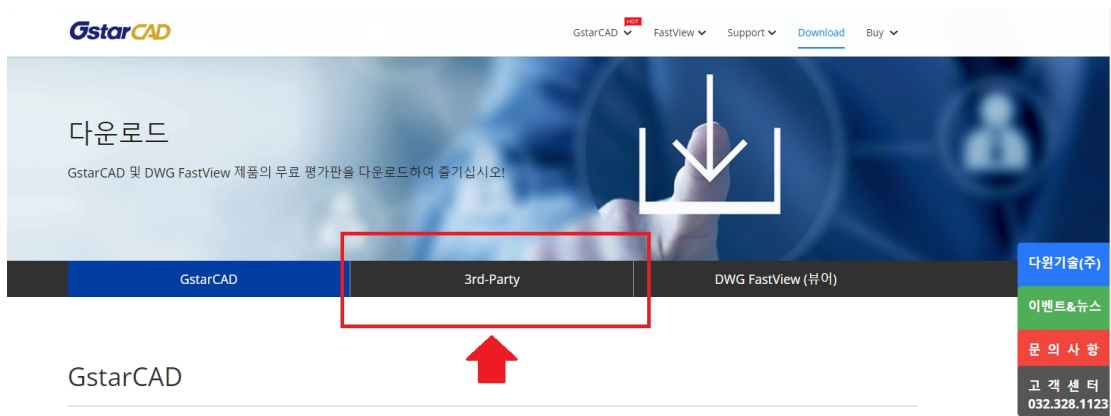 GstarCAD
HOT
GstarCAD FastView Support Download Buy
다운로드
GstarCAD 및 DWG FastView 제품의 무료 평가판을 다운로드하여 즐기십시오!
GstarCAD 3rd-Party DWG FastView (뷰어)
다윈기술(주)
이벤트&뉴스
문 의 사 항
고 객 센 터
032.328.1123
GstarCAD